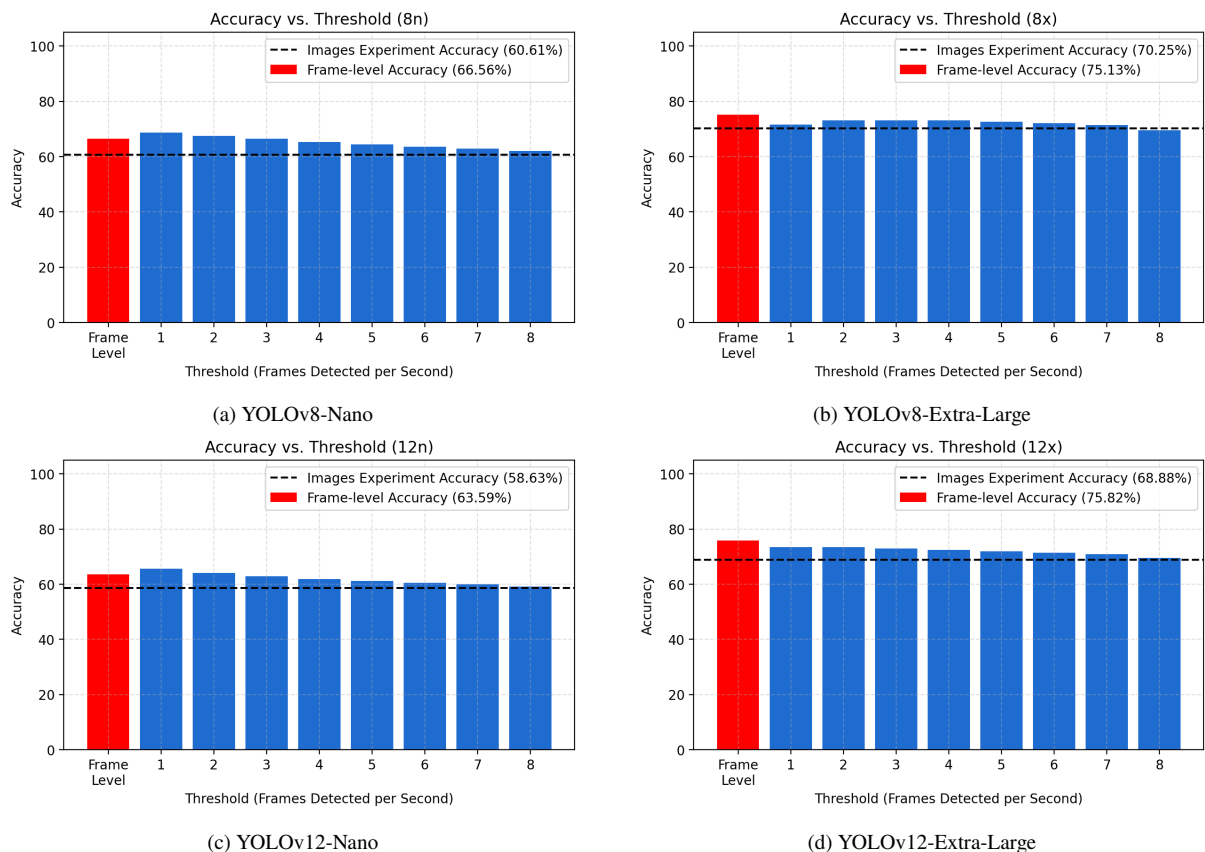 Accuracy vs. Threshold (8n)
100
80
60
40
20
0
Accuracy
Images Experiment Accuracy (60.61%)
Frame-level Accuracy (66.56%)
Frame Level 1 2 3 4 5 6 7 8
Threshold (Frames Detected per Second)
(a) YOLOv8-Nano
Accuracy vs. Threshold (8x)
100
80
60
40
20
0
Accuracy
Images Experiment Accuracy (70.25%)
Frame-level Accuracy (75.13%)
Frame Level 1 2 3 4 5 6 7 8
Threshold (Frames Detected per Second)
(b) YOLOv8-Extra-Large
Accuracy vs. Threshold (12n)
100
80
60
40
20
0
Accuracy
Images Experiment Accuracy (58.63%)
Frame-level Accuracy (63.59%)
Frame Level 1 2 3 4 5 6 7 8
Threshold (Frames Detected per Second)
(c) YOLOv12-Nano
Accuracy vs. Threshold (12x)
100
80
60
40
20
0
Accuracy
Images Experiment Accuracy (68.88%)
Frame-level Accuracy (75.82%)
Frame Level 1 2 3 4 5 6 7 8
Threshold (Frames Detected per Second)
(d) YOLOv12-Extra-Large